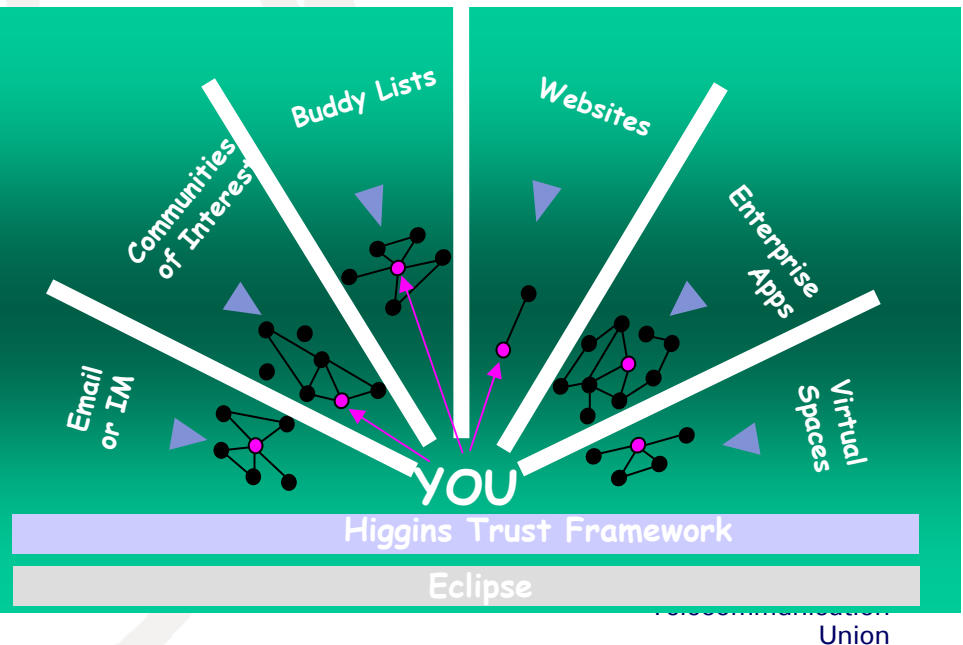 Buddy Lists
Websites
Communities
of Interest
Enterprise
Apps
Email
or IM
Virtual
Spaces
YOU
Higgins Trust Framework
Eclipse
Telecommunication
Union